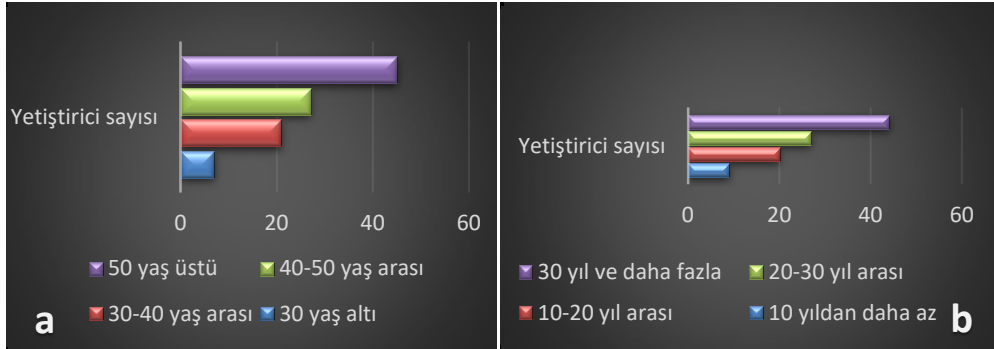 Yetiştirici sayısı
0 20 40 60
50 yaş üstü 40-50 yaş arası
30-40 yaş arası 30 yaş altı
a
Yetiştirici sayısı
0 20 40 60
30 yıl ve daha fazla 20-30 yıl arası
10-20 yıl arası 10 yıldan daha az
b